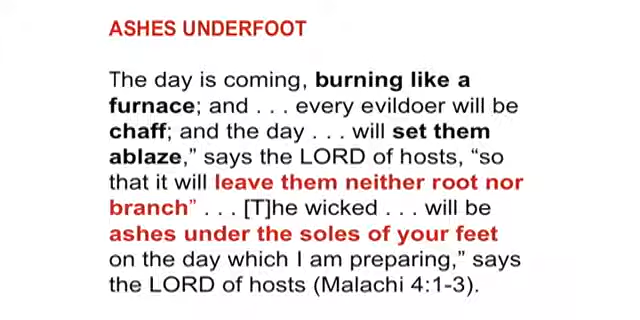 ASHES UNDERFOOT
The day is coming, burning like a
furnace; and . . . every evildoer will be
chaff; and the day . . . will set them
ablaze,” says the LORD of hosts, “so
that it will leave them neither root nor
branch” . . . [T]he wicked . . . will be
ashes under the soles of your feet
on the day which I am preparing,” says
the LORD of hosts (Malachi 4:1-3).